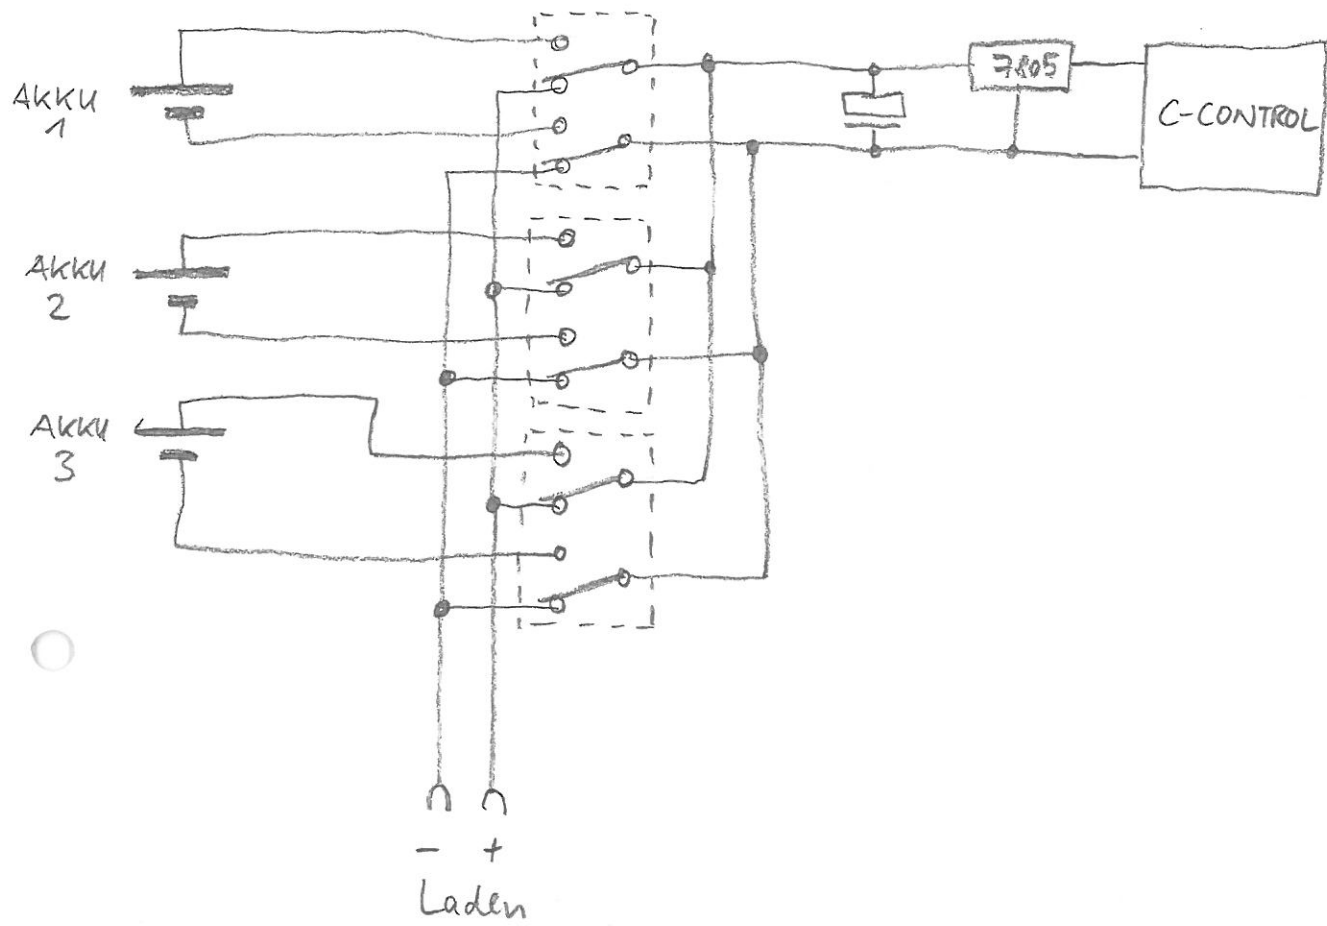 AKKU
1
7805
C-CONTROL
AKKU
2
AKKU
3
- +
Laden